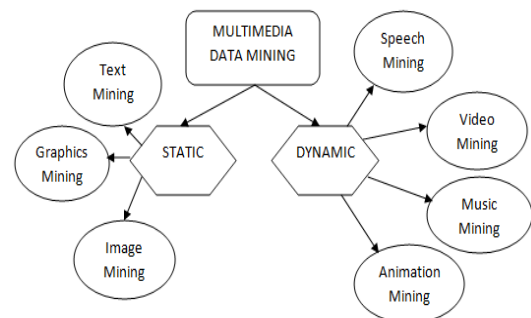 MULTIMEDIA
DATA MINING
Speech
Mining
Text
Mining
Video
Mining
Graphics
Mining
STATIC
DYNAMIC
Music
Mining
Image
Mining
Animation
Mining